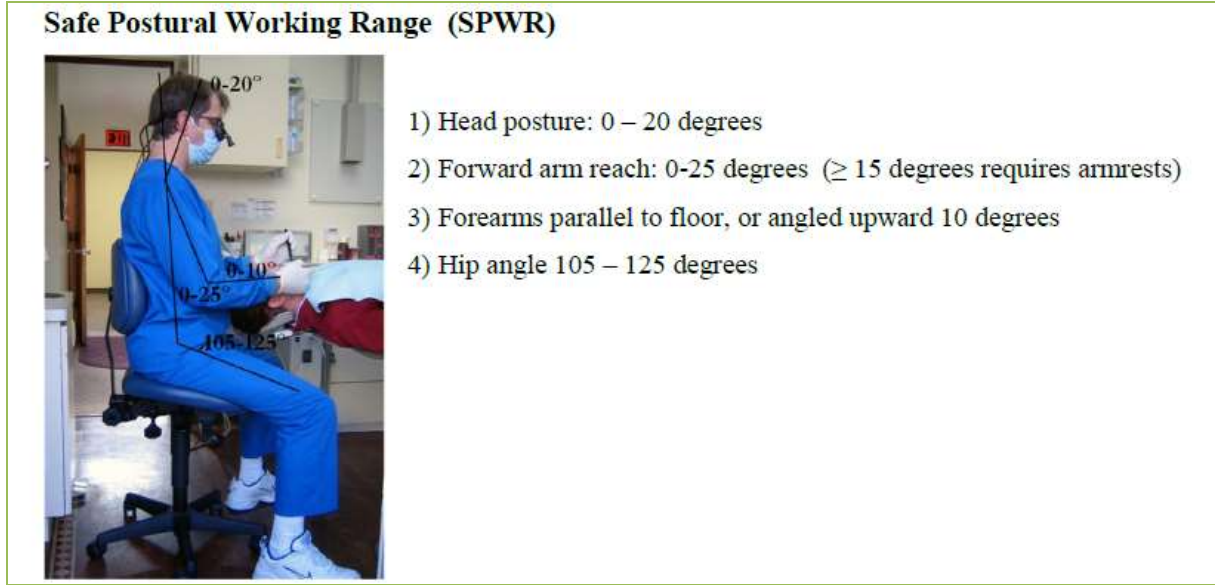 Safe Postural Working Range (SPWR)
0-20°
0-10°
0-25°
105-125°
1) Head posture: 0 – 20 degrees
2) Forward arm reach: 0-25 degrees (≥ 15 degrees requires armrests)
3) Forearms parallel to floor, or angled upward 10 degrees
4) Hip angle 105 – 125 degrees